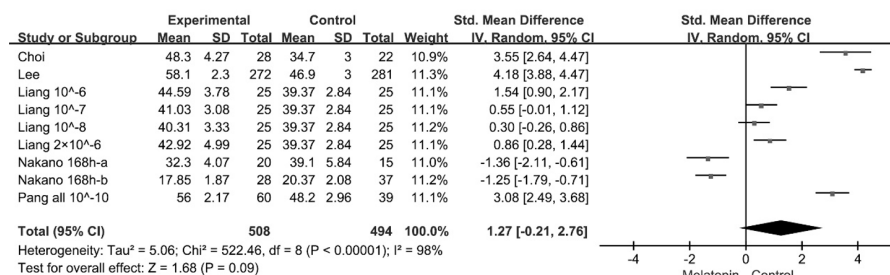 Experimental Control Std. Mean Difference Std. Mean Difference
Study or Subgroup Mean SD Total Mean SD Total Weight IV, Random, 95% CI IV, Random, 95% CI
Choi 48.3 4.27 28 34.7 3 22 10.9% 3.55 [2.64, 4.47]
Lee 58.1 2.3 272 46.9 3 281 11.3% 4.18 [3.88, 4.47]
Liang 10^-6 44.59 3.78 25 39.37 2.84 25 11.1% 1.54 [0.90, 2.17]
Liang 10^-7 41.03 3.08 25 39.37 2.84 25 11.1% 0.55 [-0.01, 1.12]
Liang 10^-8 40.31 3.33 25 39.37 2.84 25 11.2% 0.30 [-0.26, 0.86]
Liang 2×10^-6 42.92 4.99 25 39.37 2.84 25 11.1% 0.86 [0.28, 1.44]
Nakano 168h-a 32.3 4.07 20 39.1 5.84 15 11.0% -1.36 [-2.11, -0.61]
Nakano 168h-b 17.85 1.87 28 20.37 2.08 37 11.2% -1.25 [-1.79, -0.71]
Pang all 10^-10 56 2.17 60 48.2 2.96 39 11.1% 3.08 [2.49, 3.68]
Total (95% CI) 508 494 100.0% 1.27 [-0.21, 2.76]
Heterogeneity: Tau² = 5.06; Chi² = 522.46, df = 8 (P < 0.00001); I² = 98%
Test for overall effect: Z = 1.68 (P = 0.09)
-4 -2 0 2 4
Melatonin Control